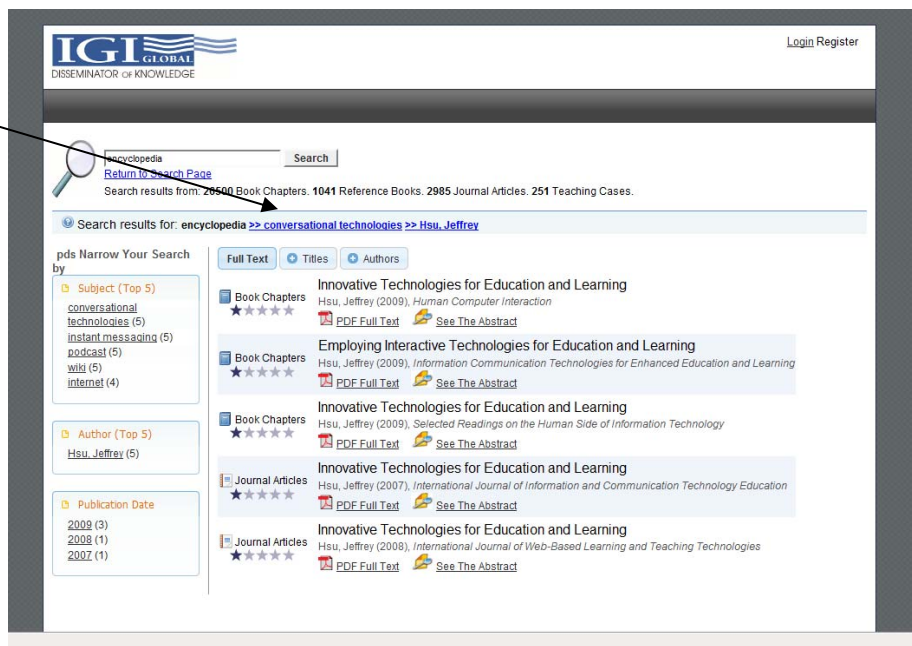 IGI GLOBAL
DISSEMINATOR OF KNOWLEDGE
Login Register
encyclopedia Search
Return to Search Page
Search results from: 26500 Book Chapters. 1041 Reference Books. 2985 Journal Articles. 251 Teaching Cases.
Search results for: encyclopedia >> conversational technologies >> Hsu, Jeffrey
pds Narrow Your Search
by
Subject (Top 5)
conversational
technologies (5)
instant messaging (5)
podcast (5)
wiki (5)
internet (4)
Author (Top 5)
Hsu, Jeffrey (5)
Publication Date
2009 (3)
2008 (1)
2007 (1)
Full Text Titles Authors
Book Chapters
Innovative Technologies for Education and Learning
Hsu, Jeffrey (2009), Human Computer Interaction
PDF Full Text See The Abstract
Book Chapters
Employing Interactive Technologies for Education and Learning
Hsu, Jeffrey (2009), Information Communication Technologies for Enhanced Education and Learning
PDF Full Text See The Abstract
Book Chapters
Innovative Technologies for Education and Learning
Hsu, Jeffrey (2009), Selected Readings on the Human Side of Information Technology
PDF Full Text See The Abstract
Journal Articles
Innovative Technologies for Education and Learning
Hsu, Jeffrey (2007), International Journal of Information and Communication Technology Education
PDF Full Text See The Abstract
Journal Articles
Innovative Technologies for Education and Learning
Hsu, Jeffrey (2008), International Journal of Web-Based Learning and Teaching Technologies
PDF Full Text See The Abstract